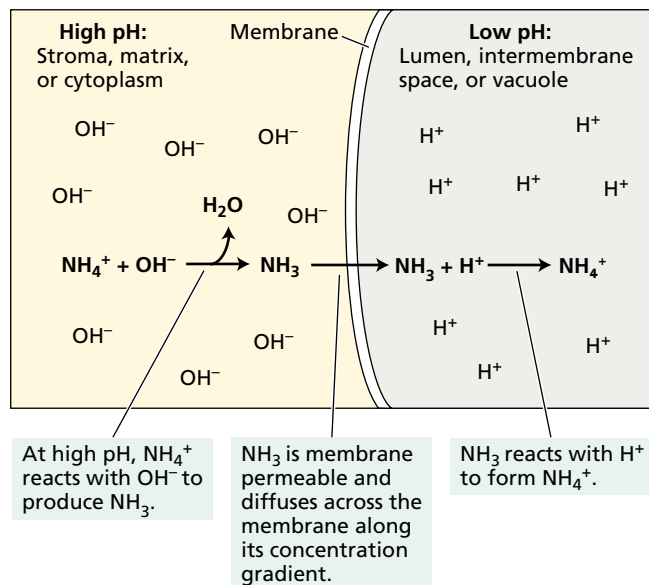 High pH:
Stroma, matrix,
or cytoplasm
Membrane
Low pH:
Lumen, intermembrane
space, or vacuole
OH⁻
OH⁻
OH⁻
OH⁻
OH⁻
H⁺
H⁺
H⁺
H⁺
H⁺
H₂O
NH₄⁺ + OH⁻ NH₃ NH₃ + H⁺ NH₄⁺
OH⁻
OH⁻
OH⁻
H⁺
H⁺
H⁺
At high pH, NH₄⁺
reacts with OH⁻ to
produce NH₃.
NH₃ is membrane
permeable and
diffuses across the
membrane along
its concentration
gradient.
NH₃ reacts with H⁺
to form NH₄⁺.